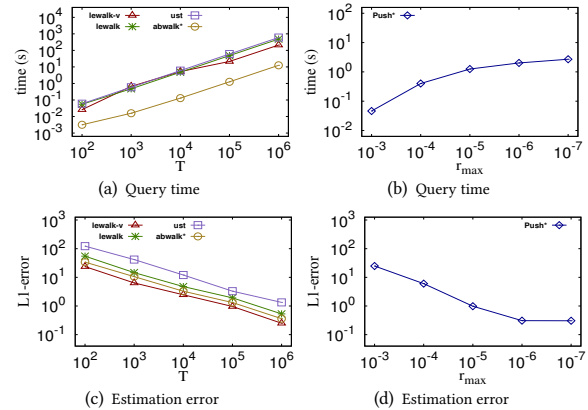 lewalk-v
lewalk
ust
abwalk*
time (s)
10^4
10^3
10^2
10^1
10^0
10^-1
10^-2
10^-3
10^2 10^3 10^4 10^5 10^6
T
(a) Query time
Push*
time (s)
10^2
10^1
10^0
10^-1
10^-2
10^-3 10^-4 10^-5 10^-6 10^-7
r_max
(b) Query time
lewalk-v
lewalk
ust
abwalk*
L1-error
10^3
10^2
10^1
10^0
10^-1
10^2 10^3 10^4 10^5 10^6
T
(c) Estimation error
Push*
L1-error
10^3
10^2
10^1
10^0
10^-1
10^-3 10^-4 10^-5 10^-6 10^-7
r_max
(d) Estimation error